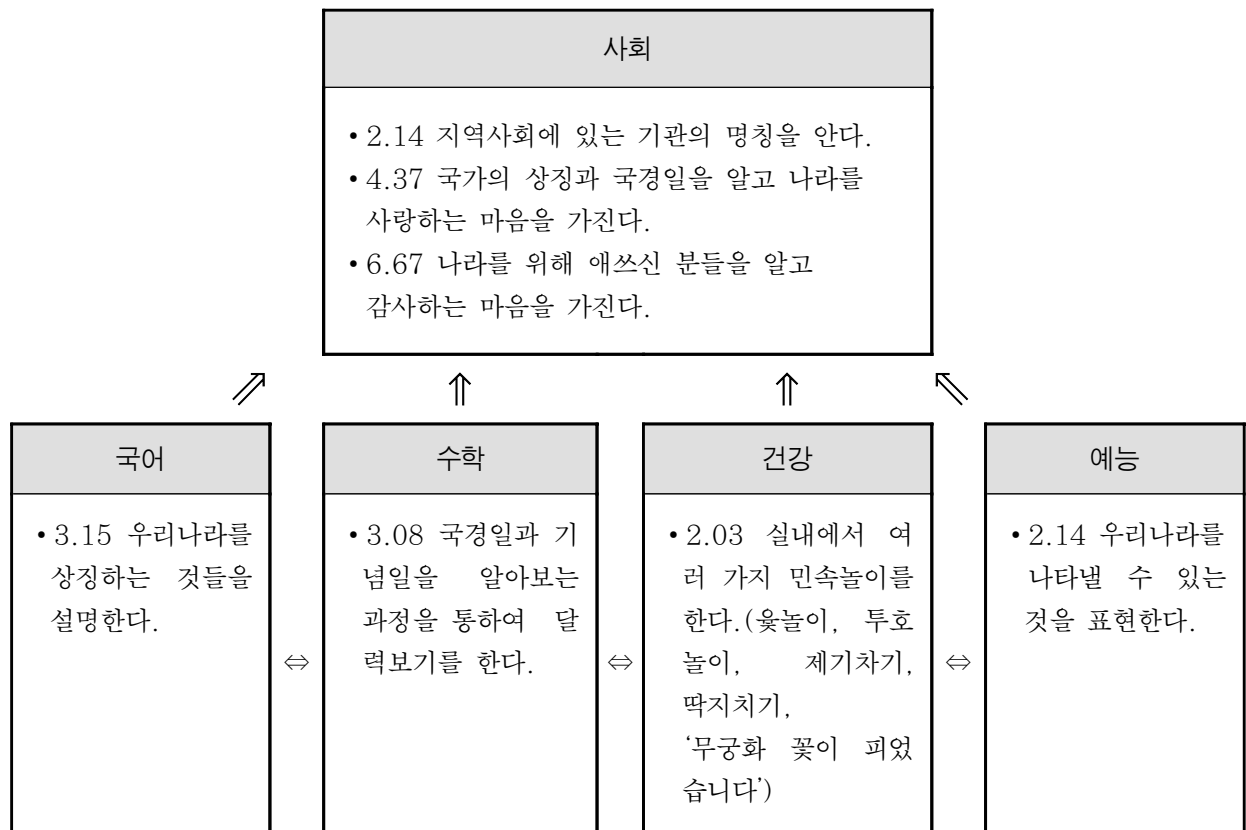 사회
• 2.14 지역사회에 있는 기관의 명칭을 안다.
• 4.37 국가의 상징과 국경일을 알고 나라를
사랑하는 마음을 가진다.
• 6.67 나라를 위해 애쓰신 분들을 알고
감사하는 마음을 가진다.
⇗ ⇑ ⇑ ⇖
국어
• 3.15 우리나라를
상징하는 것들을
설명한다.
⇔
수학
• 3.08 국경일과 기
념일을 알아보는
과정을 통하여 달
력보기를 한다.
⇔
건강
• 2.03 실내에서 여
러 가지 민속놀이를
한다.(윷놀이, 투호
놀이, 제기차기,
딱지치기,
‘무궁화 꽃이 피었
습니다’)
⇔
예능
• 2.14 우리나라를
나타낼 수 있는
것을 표현한다.